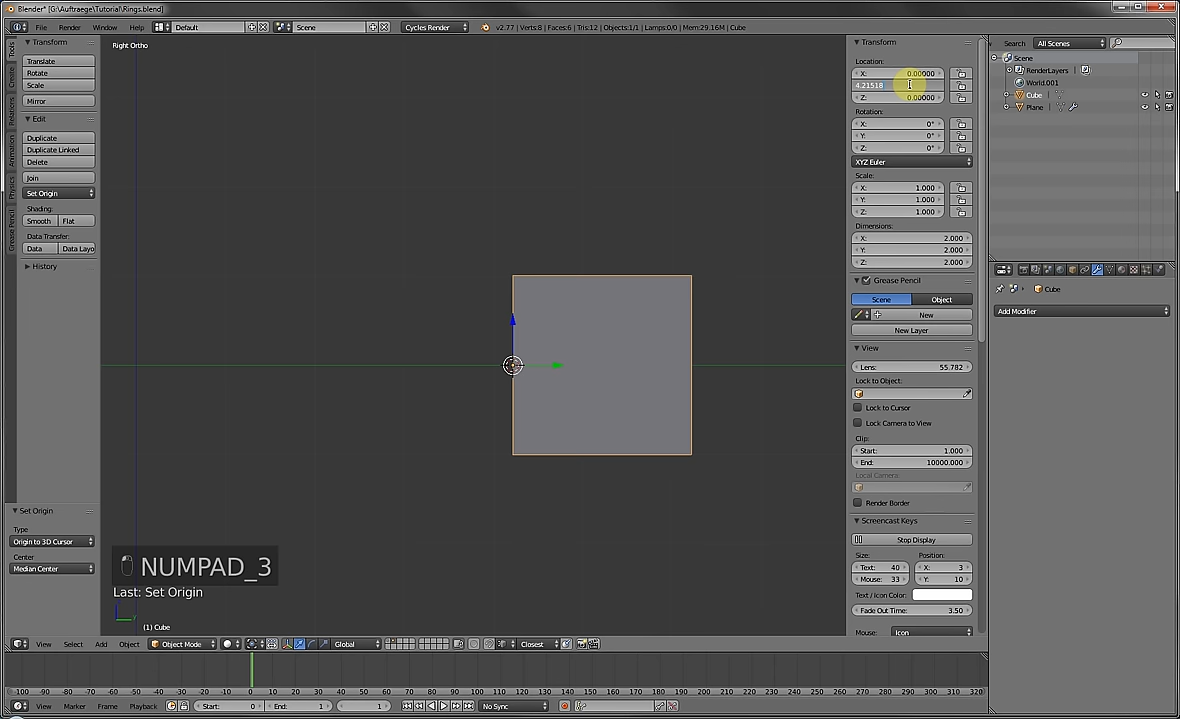 Blender* [G:\Auftraege\Tutorial\Rings.blend]
File Render Window Help Default Scene Cycles Render v2.77 | Verts:8 | Faces:6 | Tris:12 | Objects:1/1 | Lamps:0/0 | Mem:29.16M | Cube
Tools
Create
Relations
Animation
Physics
Grease Pencil
Transform
Translate
Rotate
Scale
Mirror
Edit
Duplicate
Duplicate Linked
Delete
Join
Set Origin
Shading:
Smooth Flat
Data Transfer:
Data Data Layo
History
Set Origin
Type
Origin to 3D Cursor
Center
Median Center
Right Ortho
NUMPAD_3
Last: Set Origin
(1) Cube
Transform
Location:
X: 0.00000
4.21518
Z: 0.00000
Rotation:
X: 0°
Y: 0°
Z: 0°
XYZ Euler
Scale:
X: 1.000
Y: 1.000
Z: 1.000
Dimensions:
X: 2.000
Y: 2.000
Z: 2.000
Grease Pencil
Scene Object
New
New Layer
View
Lens: 55.782
Lock to Object:
Lock to Cursor
Lock Camera to View
Clip:
Start: 1.000
End: 10000.000
Local Camera:
Render Border
Screencast Keys
Stop Display
Size: Position:
Text: 40 X: 3
Mouse: 33 Y: 10
Text / Icon Color:
Fade Out Time: 3.50
Mouse: Icon
Search All Scenes
Scene
RenderLayers
World.001
Cube
Plane
Cube
Add Modifier
View Select Add Object Object Mode Global Closest
-100 -90 -80 -70 -60 -50 -40 -30 -20 -10 0 10 20 30 40 50 60 70 80 90 100 110 120 130 140 150 160 170 180 190 200 210 220 230 240 250 260 270 280 290 300 310 320
View Marker Frame Playback Start: 0 End: 1 1 No Sync